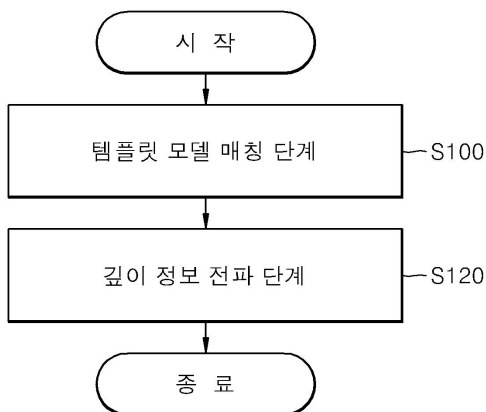 시 작
템플릿 모델 매칭 단계
S100
깊이 정보 전파 단계
S120
종 료